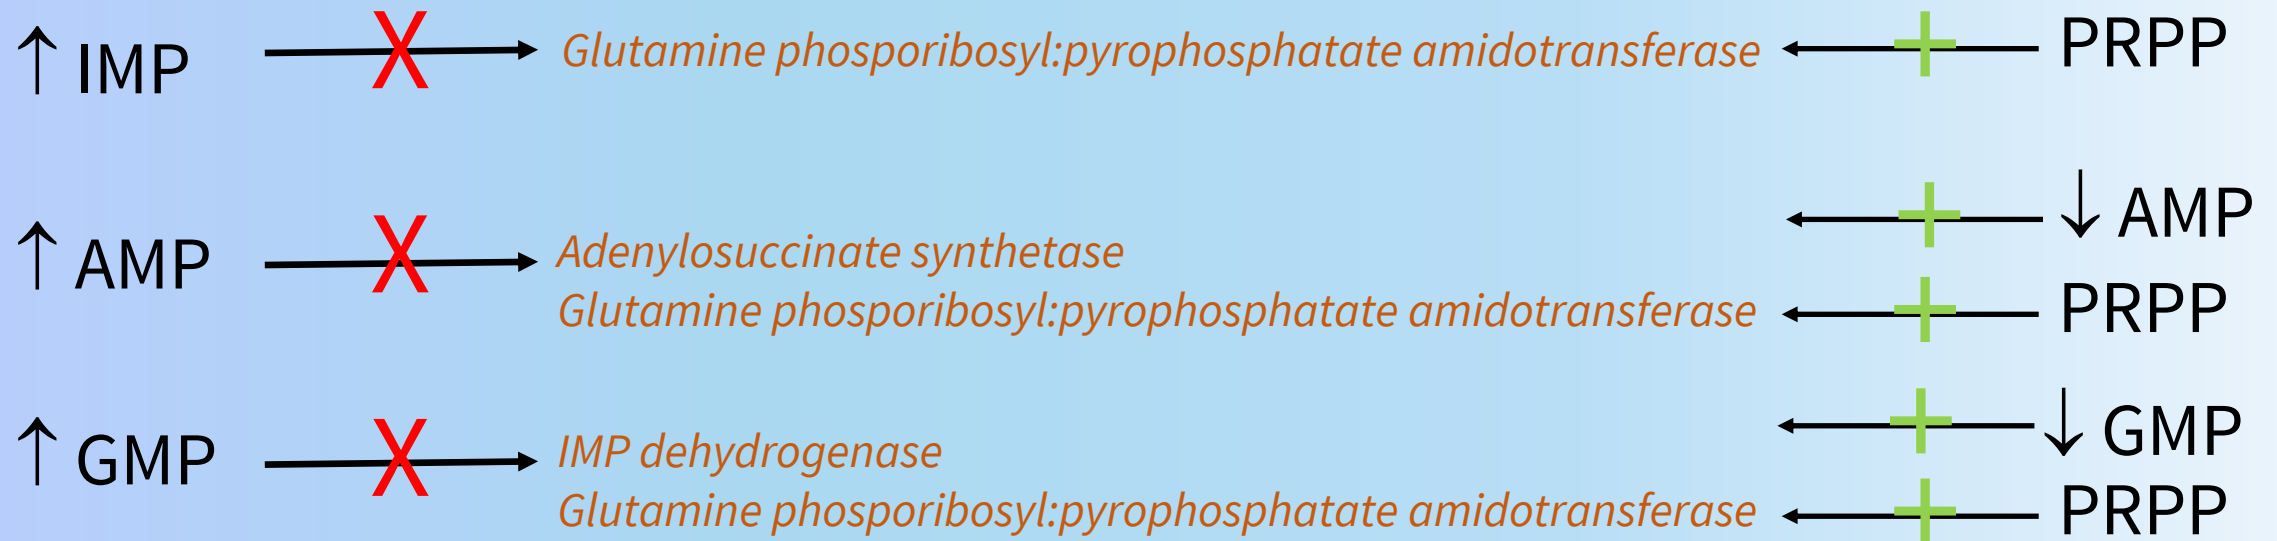 ↑ IMP X Glutamine phosporibosyl:pyrophosphatate amidotransferase + PRPP
↓ AMP
↑ AMP X Adenylosuccinate synthetase +
Glutamine phosporibosyl:pyrophosphatate amidotransferase + PRPP
↓ GMP
↑ GMP X IMP dehydrogenase +
Glutamine phosporibosyl:pyrophosphatate amidotransferase + PRPP